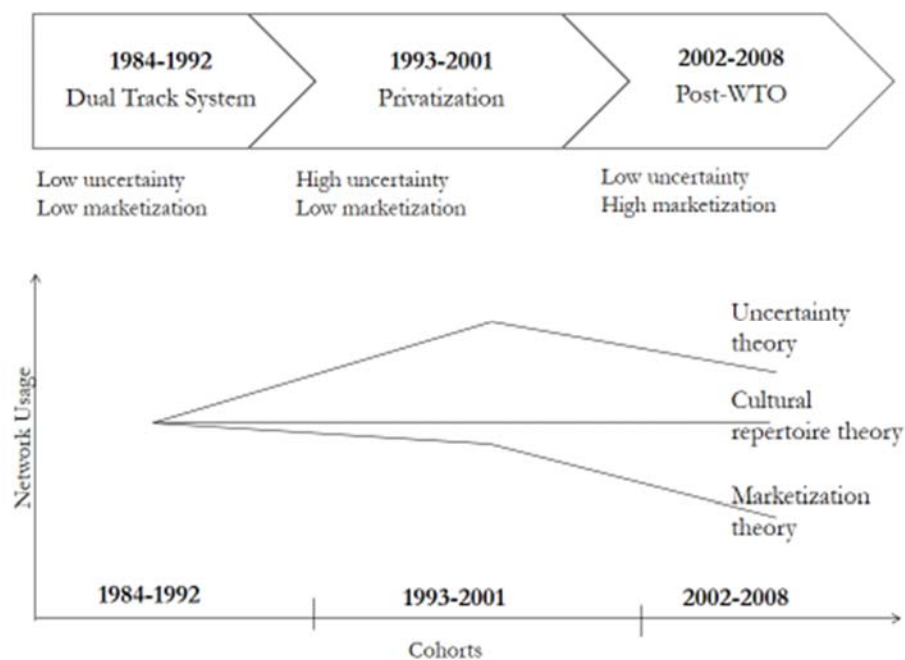 1984-1992
Dual Track System
1993-2001
Privatization
2002-2008
Post-WTO
Low uncertainty
Low marketization
High uncertainty
Low marketization
Low uncertainty
High marketization
Network Usage
Uncertainty
theory
Cultural
repertoire theory
Marketization
theory
1984-1992
1993-2001
2002-2008
Cohorts